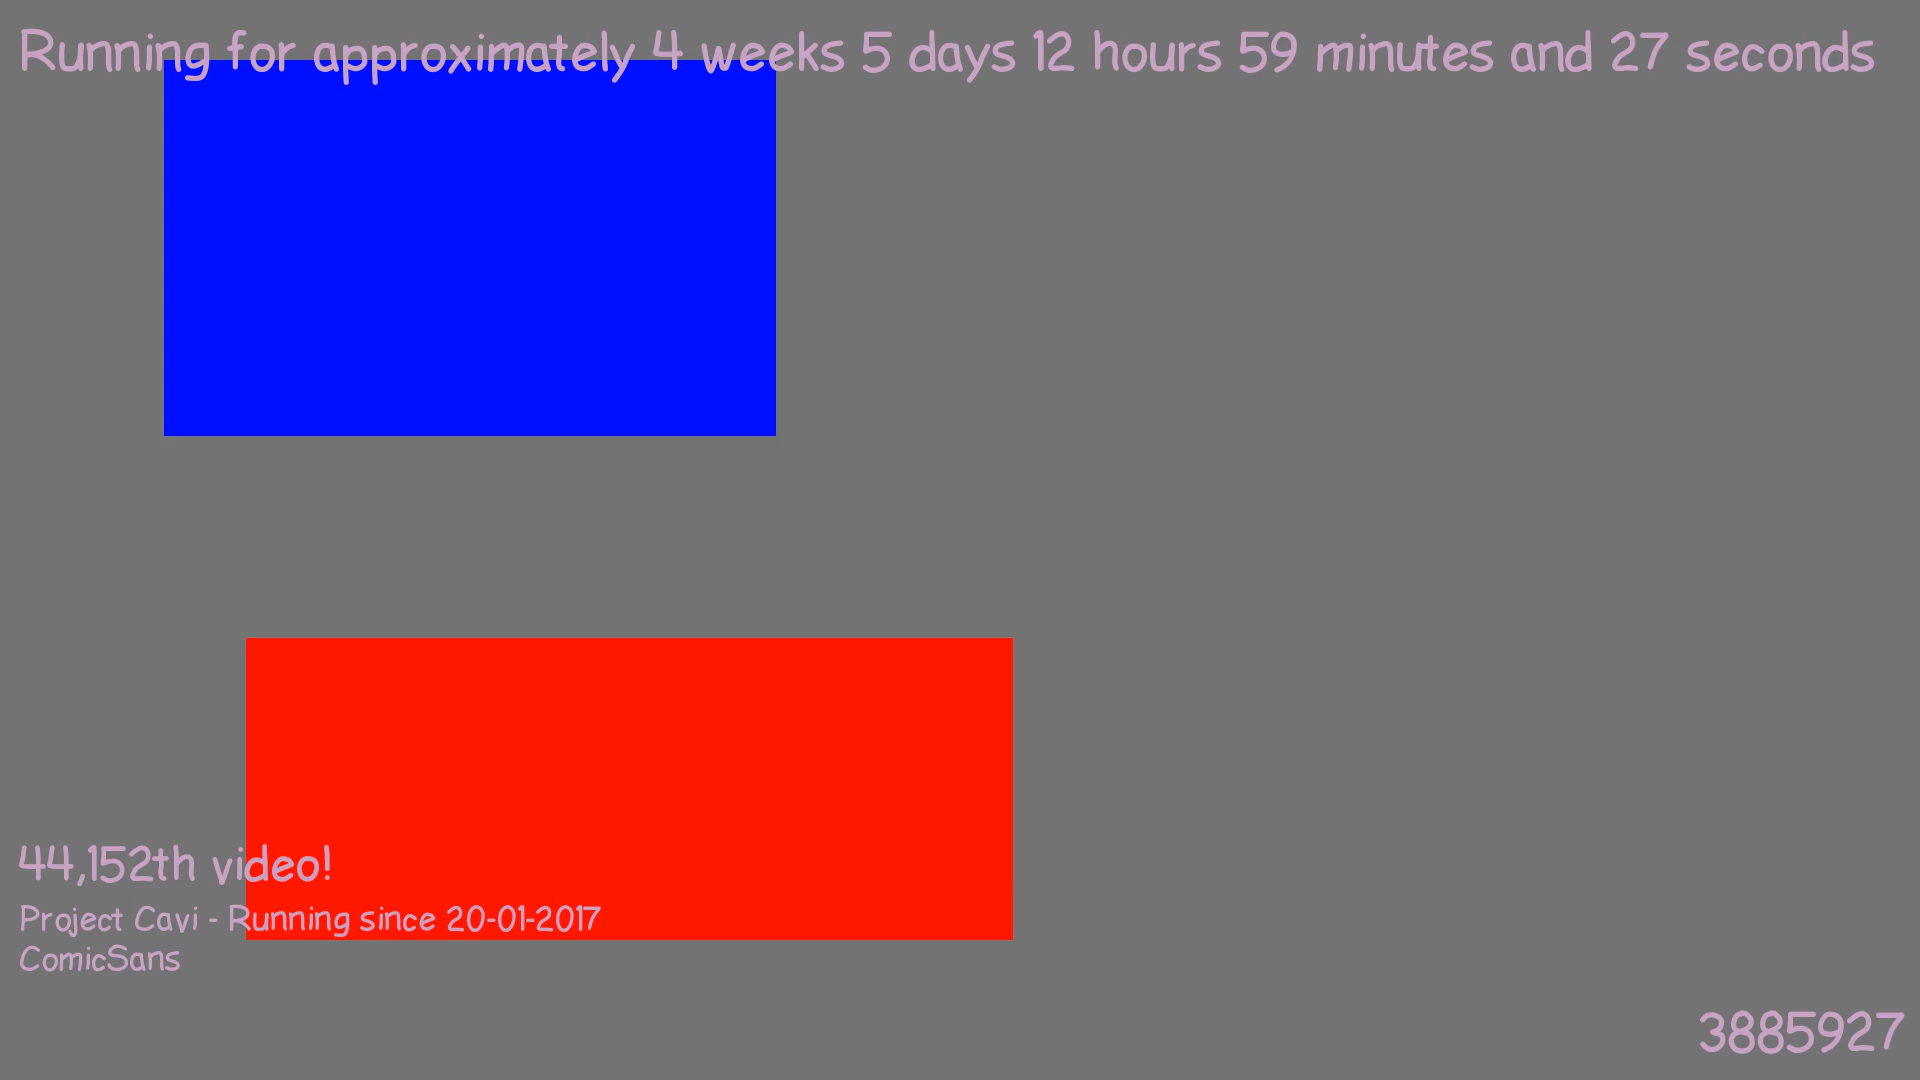 Running for approximately 4 weeks 5 days 12 hours 59 minutes and 27 seconds
44,152th video!
Project Cavi - Running since 20-01-2017
ComicSans
3885927